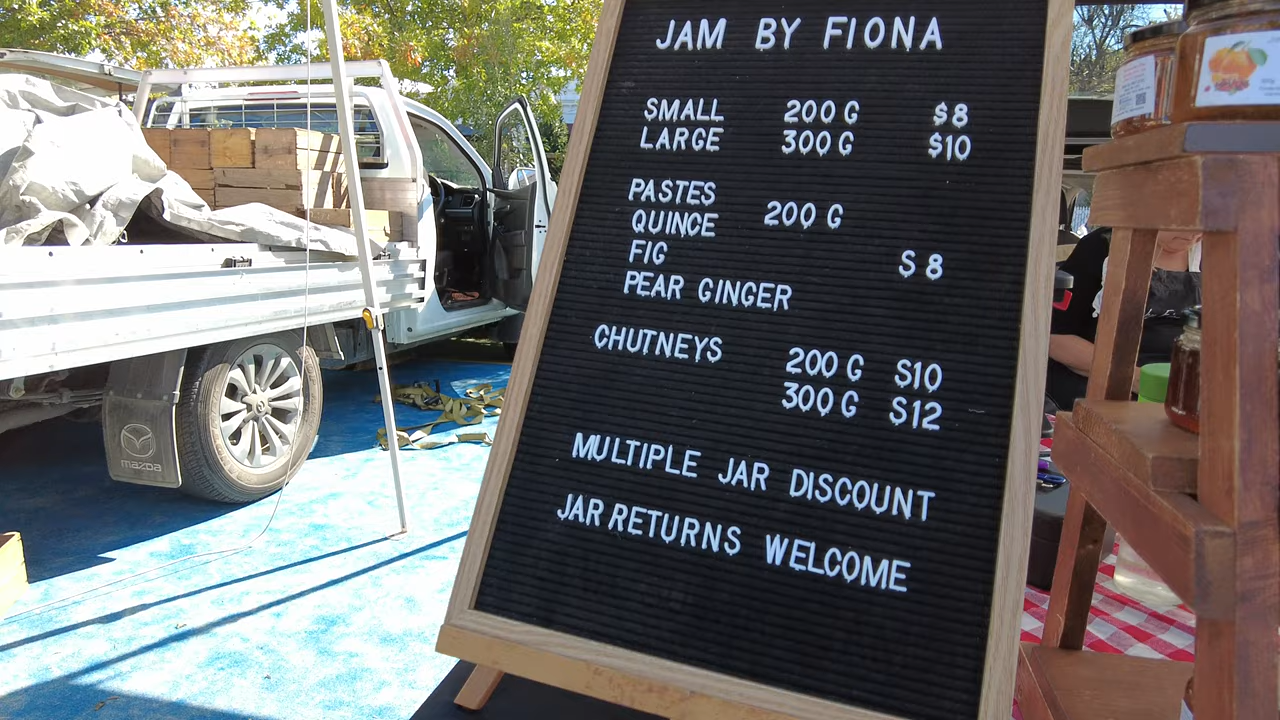 JAM BY FIONA
SMALL 200 G $8
LARGE 300 G $10
PASTES
QUINCE 200 G
FIG $8
PEAR GINGER
CHUTNEYS 200 G $10
300 G $12
MULTIPLE JAR DISCOUNT
JAR RETURNS WELCOME
mazda